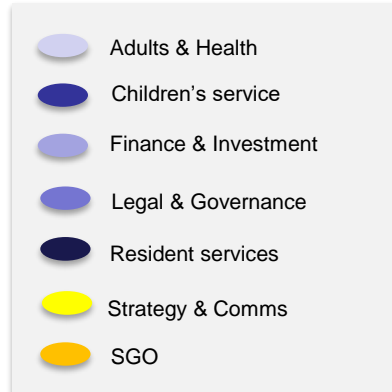 Adults & Health
Children’s service
Finance & Investment
Legal & Governance
Resident services
Strategy & Comms
SGO